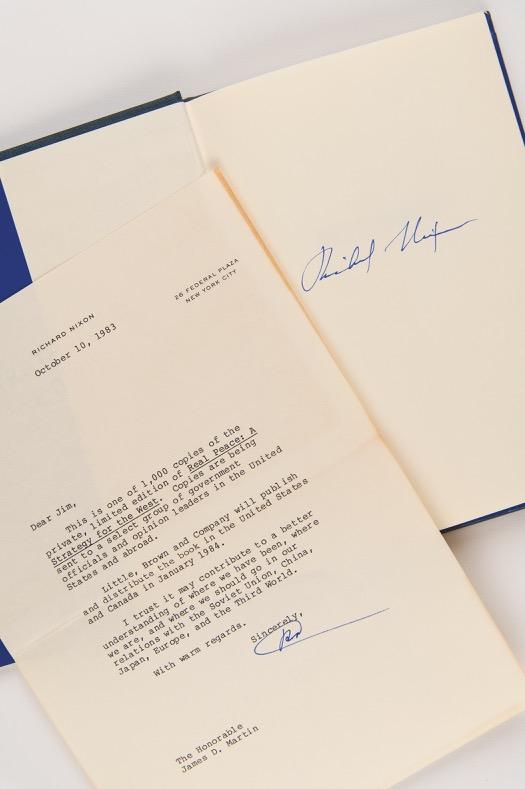 Richard Nixon
RICHARD NIXON
26 FEDERAL PLAZA
NEW YORK CITY
October 10, 1983
Dear Jim,
This is one of 1,000 copies of the
private, limited edition of Real Peace: A
Strategy for the West. Copies are being
sent to a select group of government
officials and opinion leaders in the United
States and abroad.
Little, Brown and Company will publish
and distribute the book in the United States
and Canada in January 1984.
I trust it may contribute to a better
understanding of where we have been, where
we are, and where we should go in our
relations with the Soviet Union, China,
Japan, Europe, and the Third World.
With warm regards.
Sincerely,
RN
The Honorable
James D. Martin